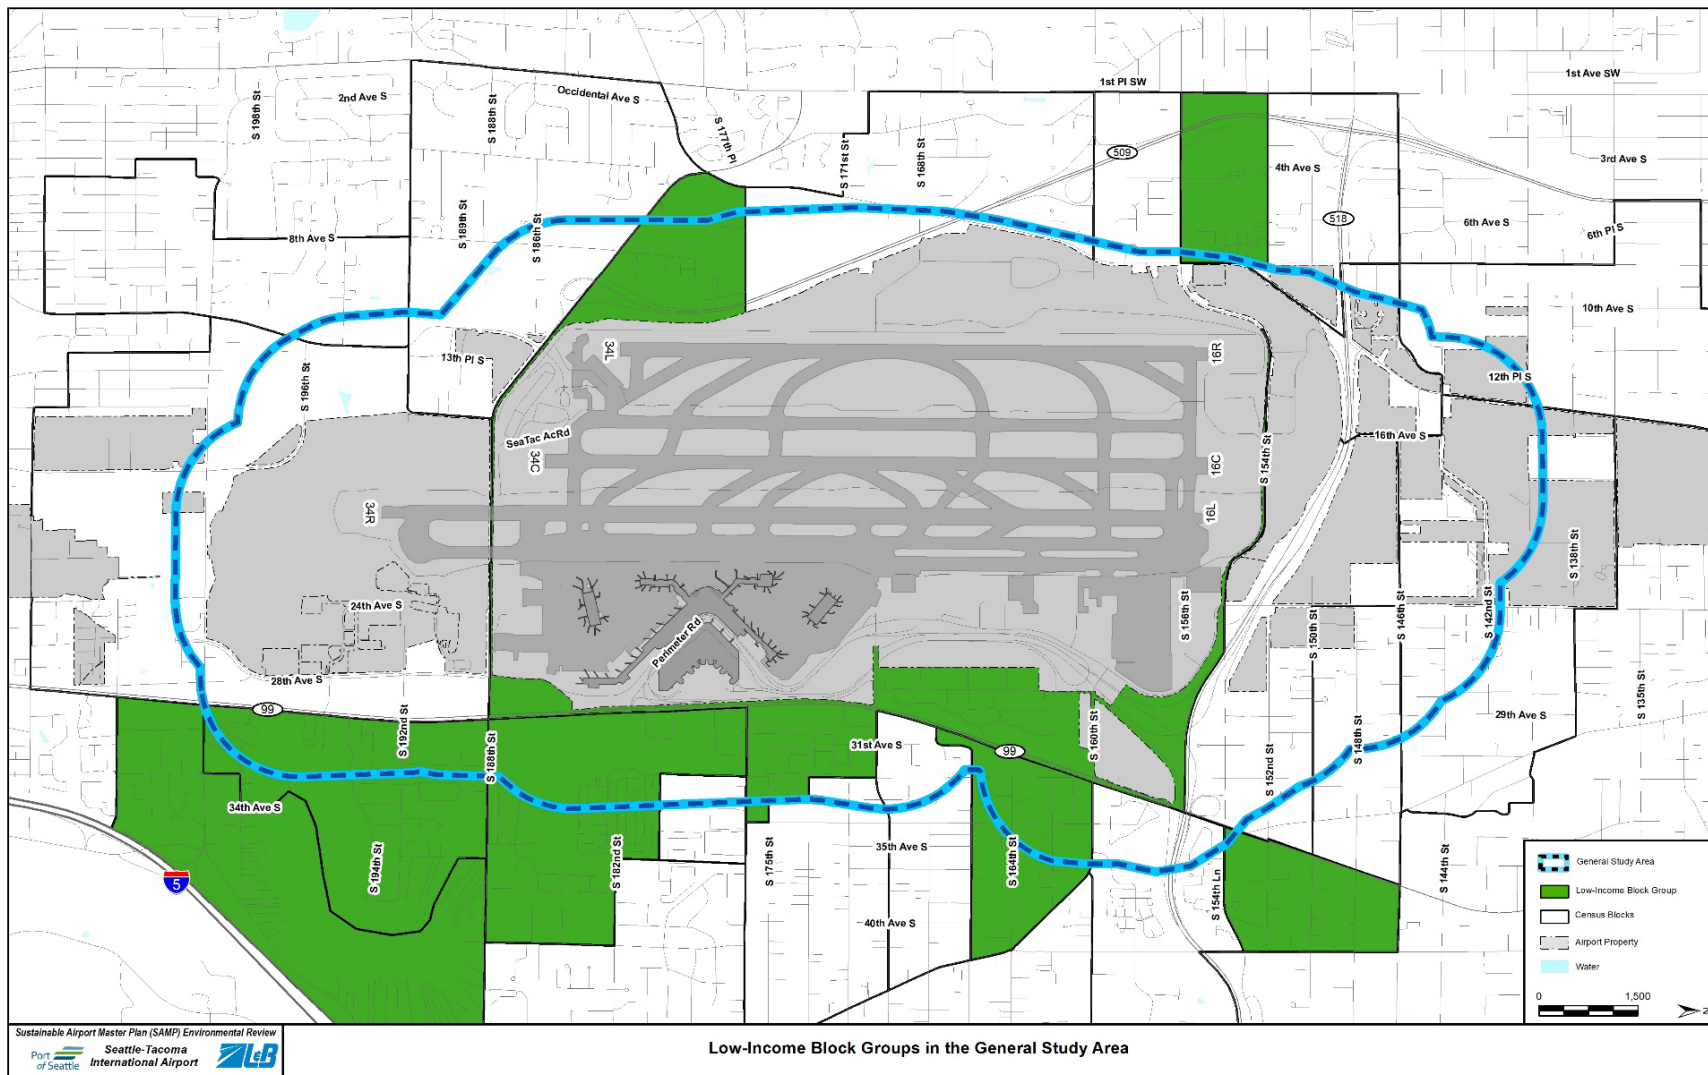 1st Pl SW
1st Ave SW
2nd Ave S
Occidental Ave S
S 198th St
S 188th St
S 177th Pl
S 171st St
S 168th St
509
4th Ave S
3rd Ave S
518
6th Ave S
6th Pl S
8th Ave S
S 189th St
S 186th St
10th Ave S
13th Pl S
34L
16R
12th Pl S
S 196th St
SeaTac AcRd
34C
16C
S 154th St
16th Ave S
34R
16L
S 138th St
24th Ave S
Perimeter Rd
S 156th St
S 150th St
S 146th St
S 142nd St
28th Ave S
99
S 192nd St
S 188th St
31st Ave S
99
S 160th St
S 152nd St
S 148th St
29th Ave S
S 135th St
34th Ave S
S 194th St
S 182nd St
S 175th St
35th Ave S
S 164th St
40th Ave S
S 154th Ln
S 144th St
5
General Study Area
Low-Income Block Group
Census Blocks
Airport Property
Water
0 1,500
Sustainable Airport Master Plan (SAMP) Environmental Review
Port of Seattle
Seattle-Tacoma
International Airport
L&B
Low-Income Block Groups in the General Study Area